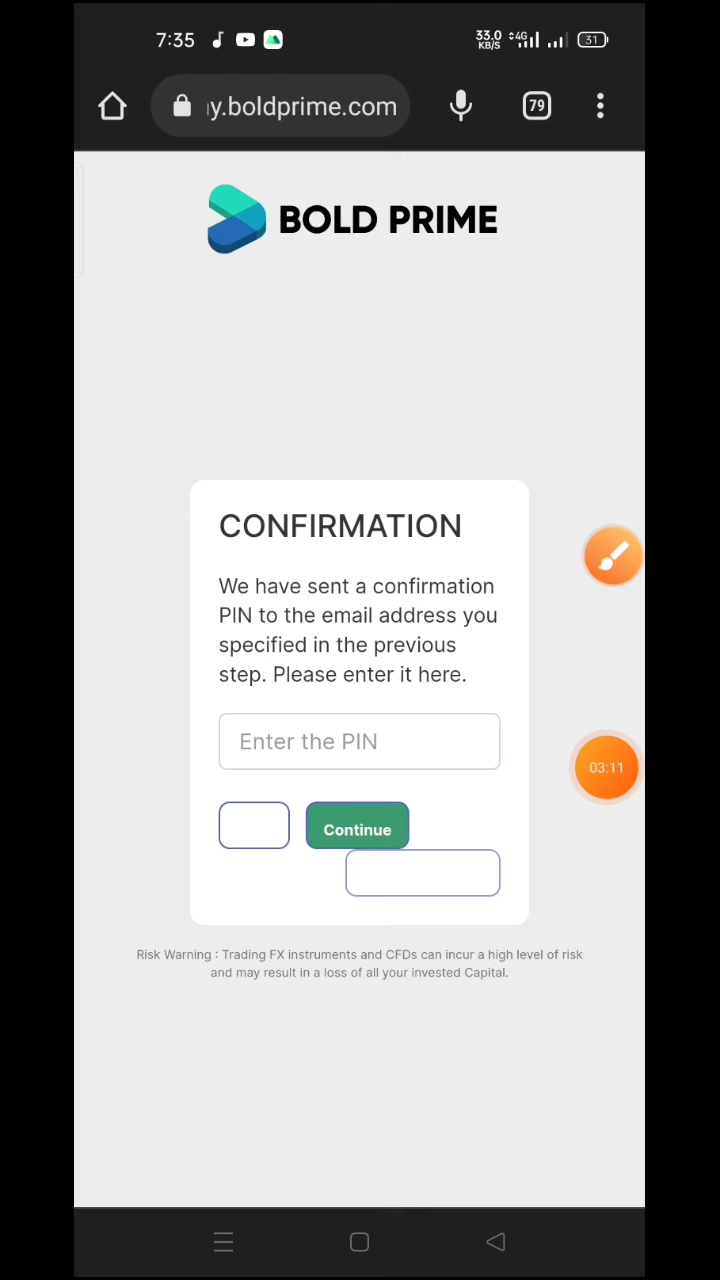 7:35
33.0 KB/S 4G 31
y.boldprime.com
79
BOLD PRIME
CONFIRMATION
We have sent a confirmation
PIN to the email address you
specified in the previous
step. Please enter it here.
Enter the PIN
03:11
Continue
Risk Warning : Trading FX instruments and CFDs can incur a high level of risk
and may result in a loss of all your invested Capital.